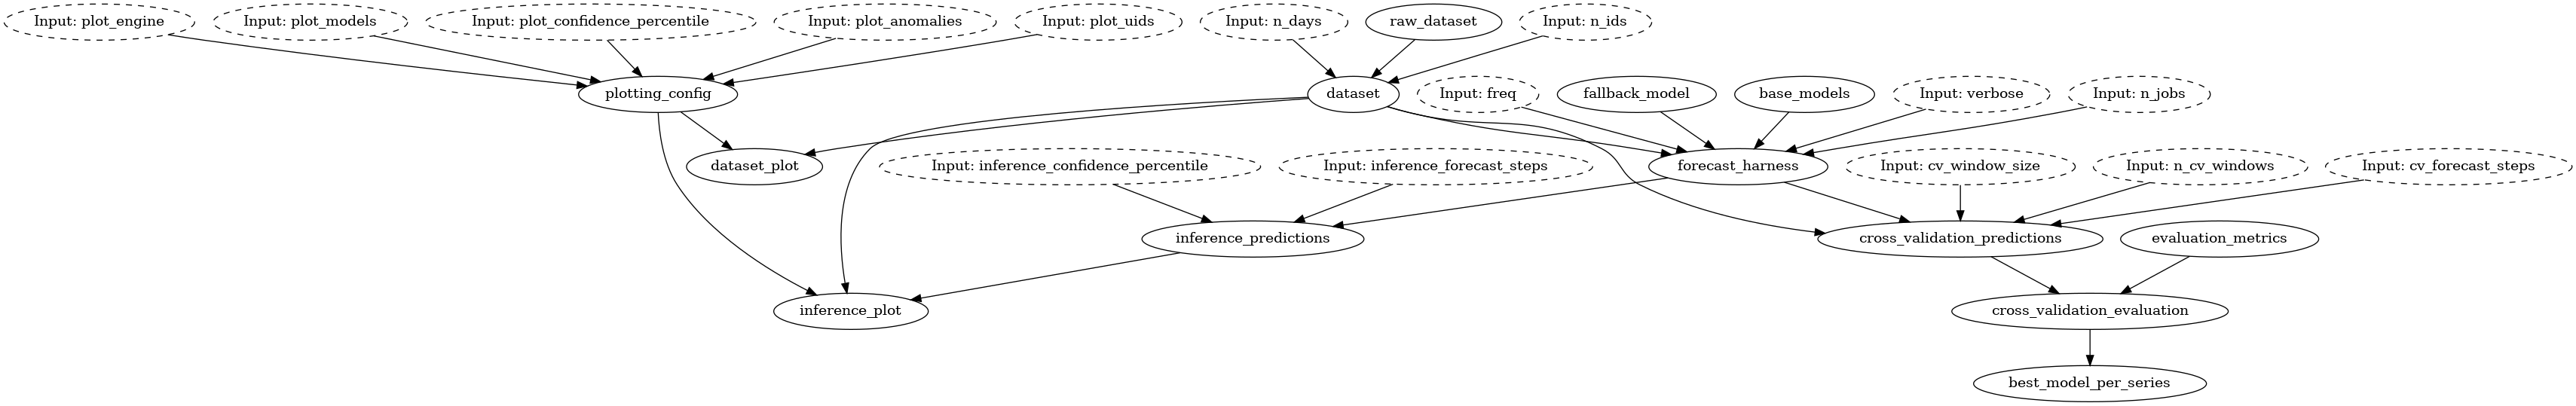 Input: plot_engine
Input: plot_models
Input: plot_confidence_percentile
Input: plot_anomalies
Input: plot_uids
Input: n_days
raw_dataset
Input: n_ids
plotting_config
dataset
Input: freq
fallback_model
base_models
Input: verbose
Input: n_jobs
dataset_plot
Input: inference_confidence_percentile
Input: inference_forecast_steps
forecast_harness
Input: cv_window_size
Input: n_cv_windows
Input: cv_forecast_steps
inference_predictions
cross_validation_predictions
evaluation_metrics
inference_plot
cross_validation_evaluation
best_model_per_series